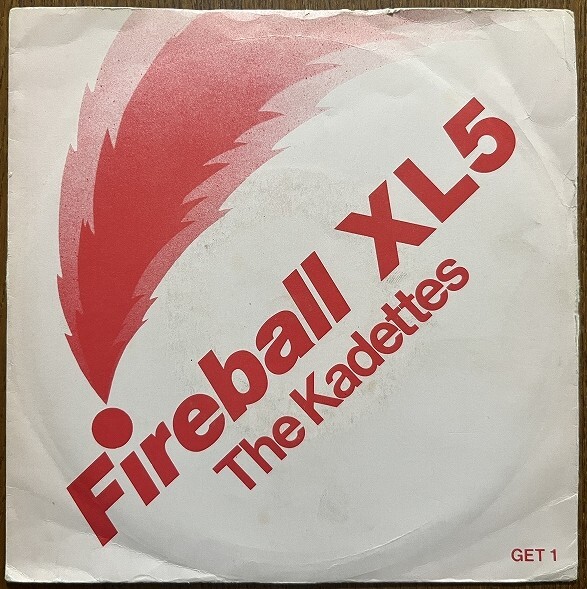 Fireball XL5
The Kadettes
GET 1